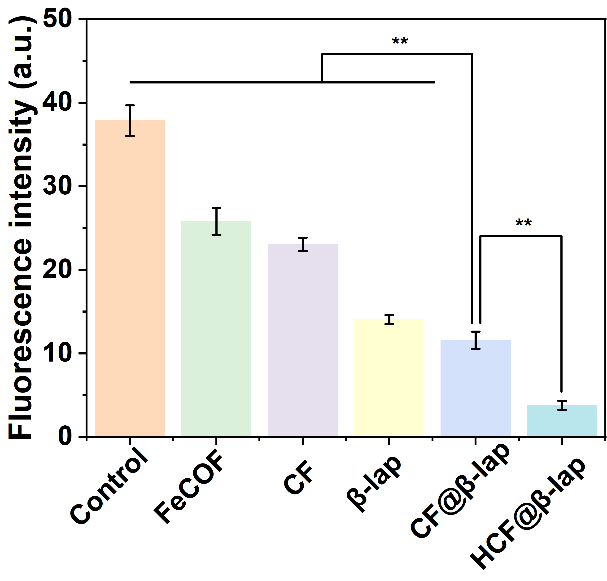 Fluorescence intensity (a.u.)
50
40
30
20
10
0
**
**
Control
FeCOF
CF
β-lap
CF@β-lap
HCF@β-lap